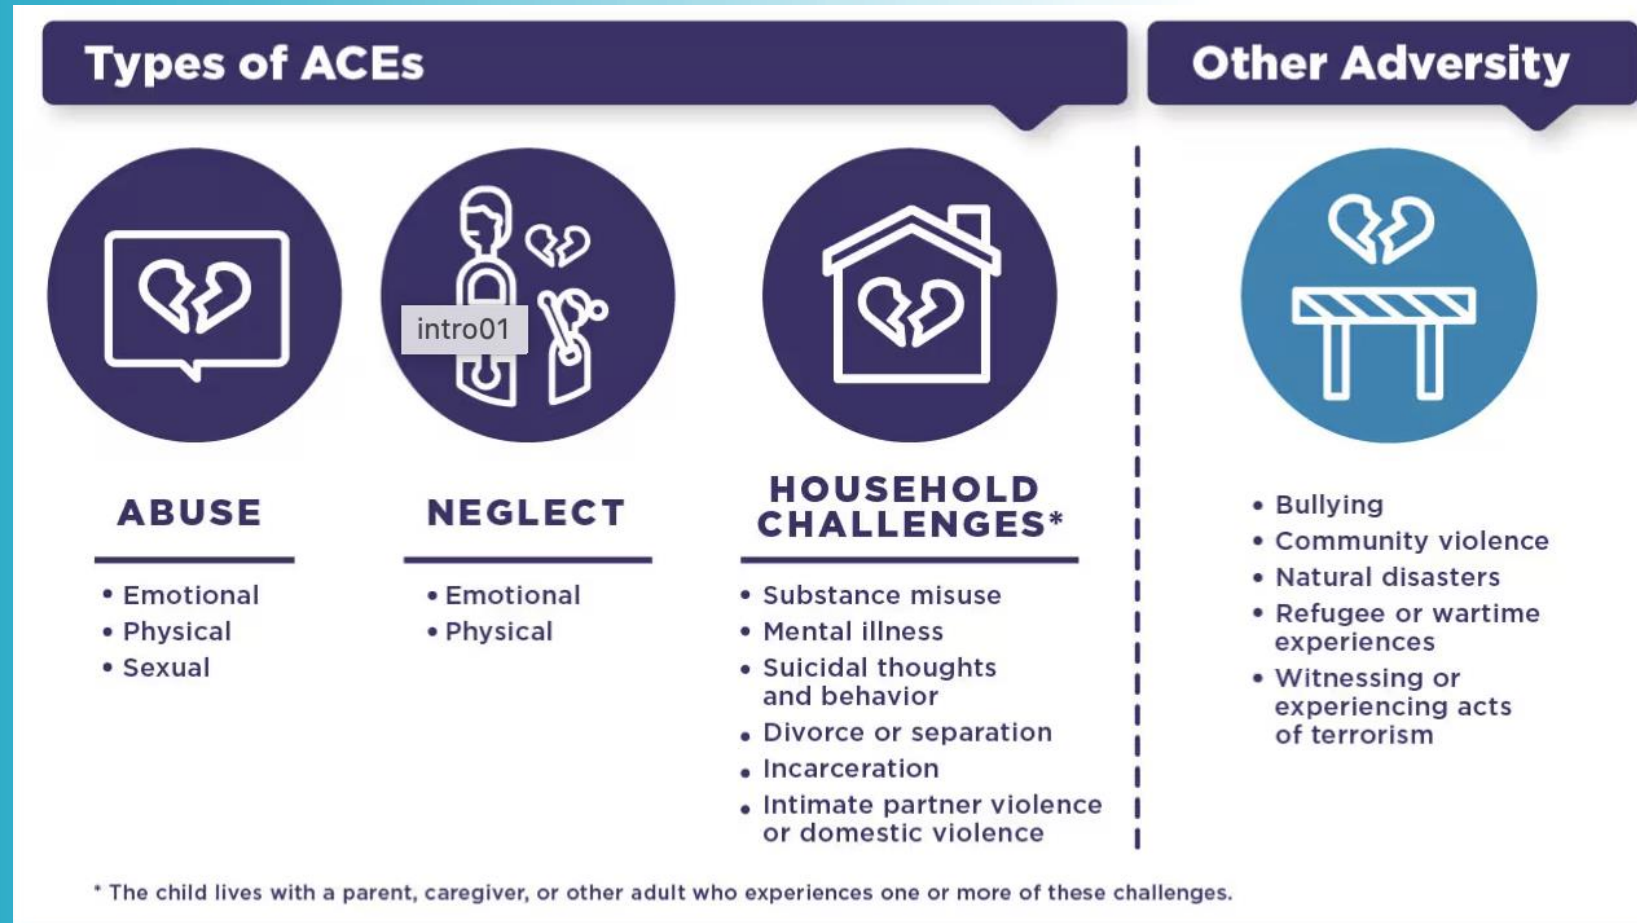 Types of ACEs
Other Adversity
intro01
ABUSE
• Emotional
• Physical
• Sexual
NEGLECT
• Emotional
• Physical
HOUSEHOLD
CHALLENGES*
• Substance misuse
• Mental illness
• Suicidal thoughts
and behavior
• Divorce or separation
• Incarceration
• Intimate partner violence
or domestic violence
• Bullying
• Community violence
• Natural disasters
• Refugee or wartime
experiences
• Witnessing or
experiencing acts
of terrorism
* The child lives with a parent, caregiver, or other adult who experiences one or more of these challenges.